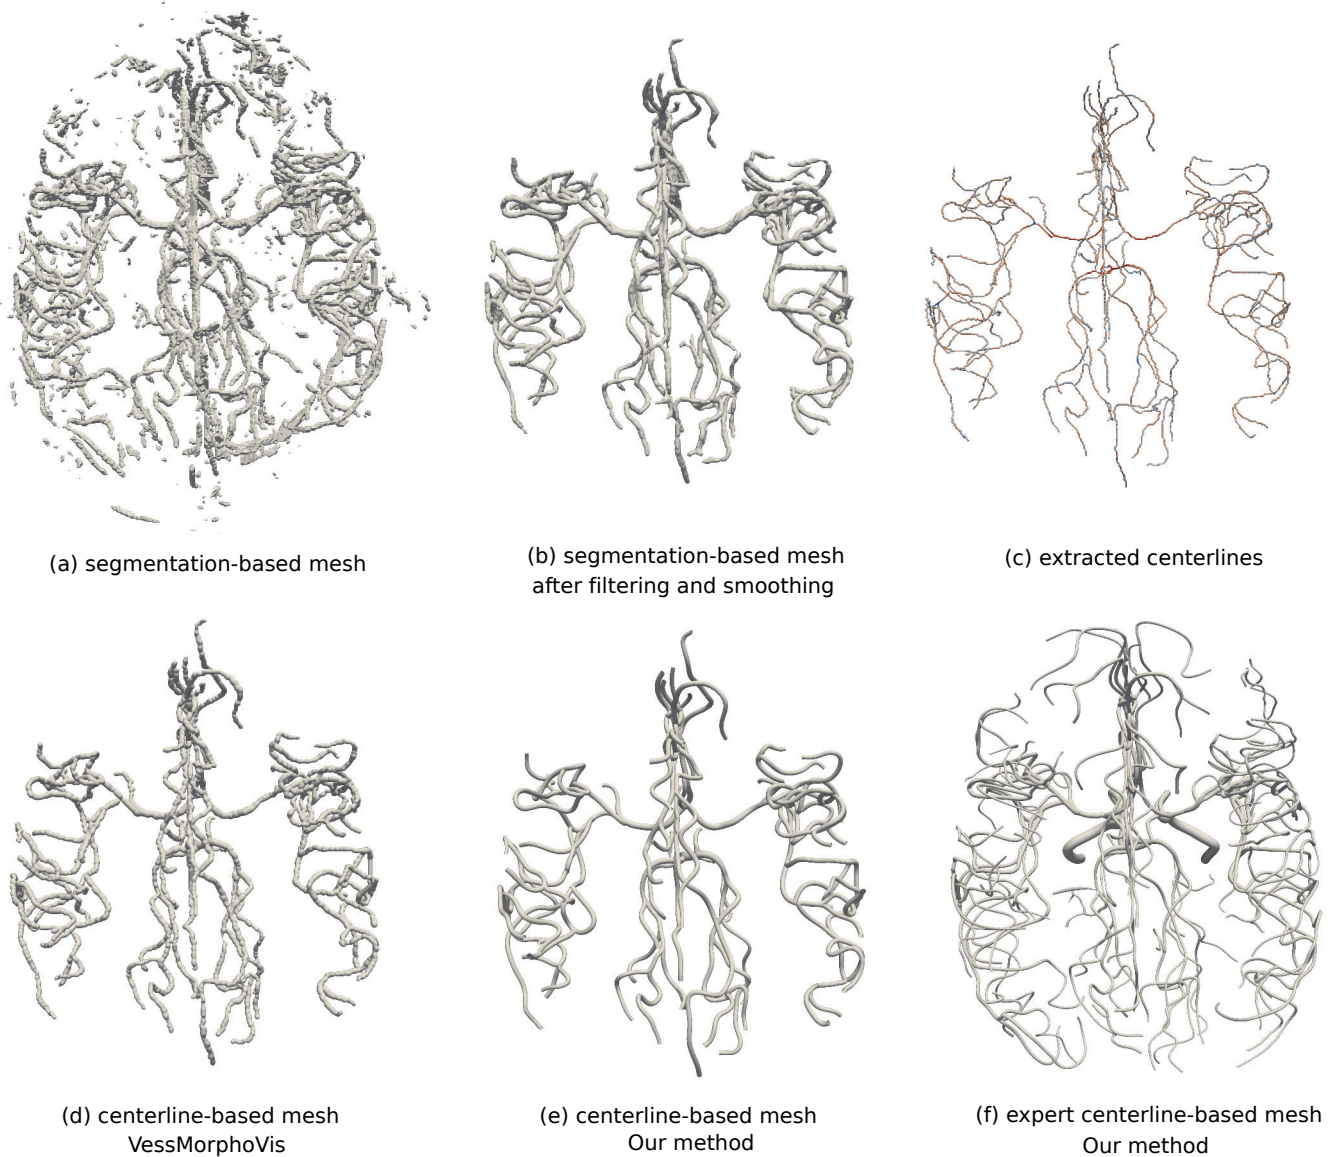 (a) segmentation-based mesh
(b) segmentation-based mesh
after filtering and smoothing
(c) extracted centerlines
(d) centerline-based mesh
VessMorphoVis
(e) centerline-based mesh
Our method
(f) expert centerline-based mesh
Our method